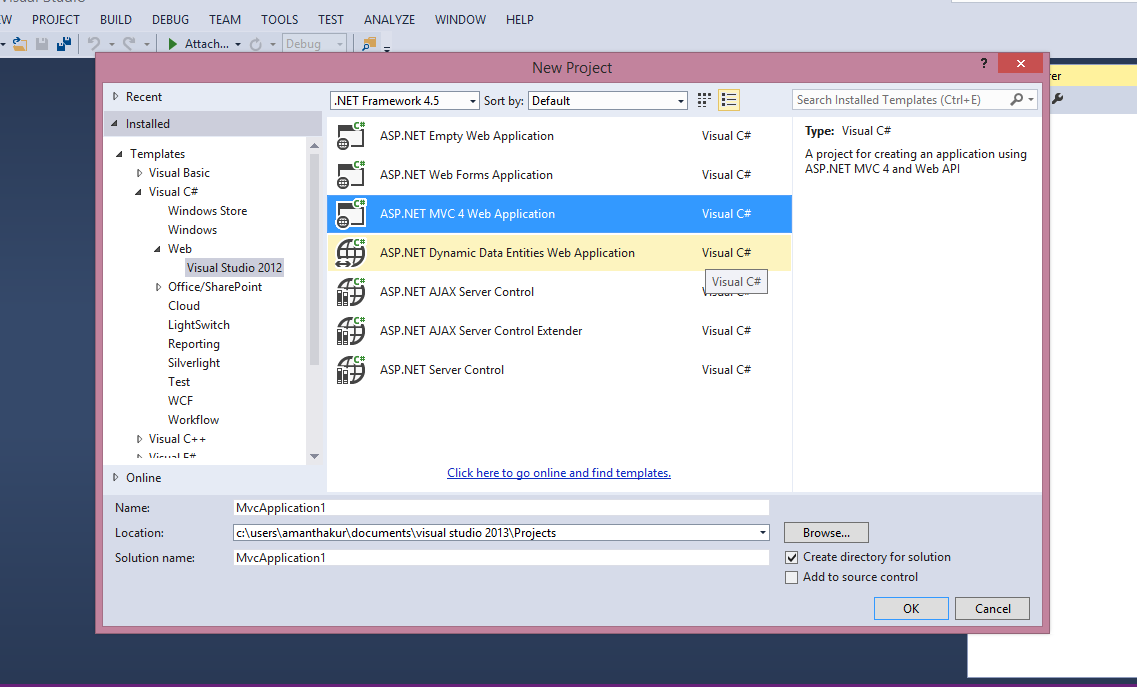 Visual Studio
EW PROJECT BUILD DEBUG TEAM TOOLS TEST ANALYZE WINDOW HELP
Attach... Debug
New Project
? 
rer
Recent
Installed
Templates
Visual Basic
Visual C#
Windows Store
Windows
Web
Visual Studio 2012
Office/SharePoint
Cloud
LightSwitch
Reporting
Silverlight
Test
WCF
Workflow
Visual C++
Visual F#
Online
.NET Framework 4.5 Sort by: Default
Search Installed Templates (Ctrl+E)
C# ASP.NET Empty Web Application Visual C#
C# ASP.NET Web Forms Application Visual C#
C# ASP.NET MVC 4 Web Application Visual C#
C# ASP.NET Dynamic Data Entities Web Application Visual C#
Visual C#
C# ASP.NET AJAX Server Control
C# ASP.NET AJAX Server Control Extender Visual C#
C# ASP.NET Server Control Visual C#
Click here to go online and find templates.
Type: Visual C#
A project for creating an application using
ASP.NET MVC 4 and Web API
Name: MvcApplication1
Location: c:\users\amanthakur\documents\visual studio 2013\Projects Browse...
Solution name: MvcApplication1
Create directory for solution
Add to source control
OK Cancel